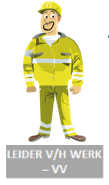 LEIDER V/H WERK
– VV